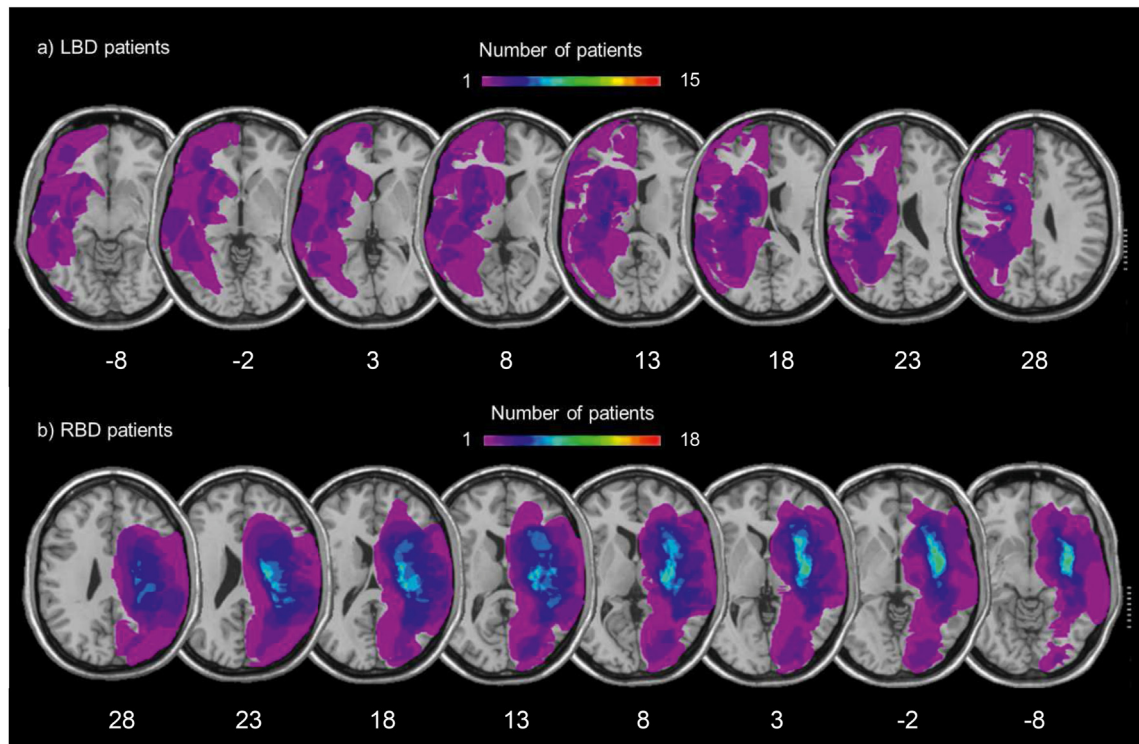 a) LBD patients
Number of patients
1 15
-8 -2 3 8 13 18 23 28
b) RBD patients
Number of patients
1 18
28 23 18 13 8 3 -2 -8